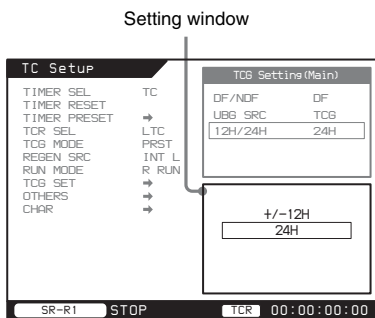 Setting window
TC Setup
TIMER SEL TC
TIMER RESET
TIMER PRESET ➡
TCR SEL LTC
TCG MODE PRST
REGEN SRC INT L
RUN MODE R RUN
TCG SET ➡
OTHERS ➡
CHAR ➡
TCG Setting(Main)
DF/NDF DF
UBG SRC TCG
12H/24H 24H
+/-12H
24H
SR-R1 STOP TCR 00:00:00:00